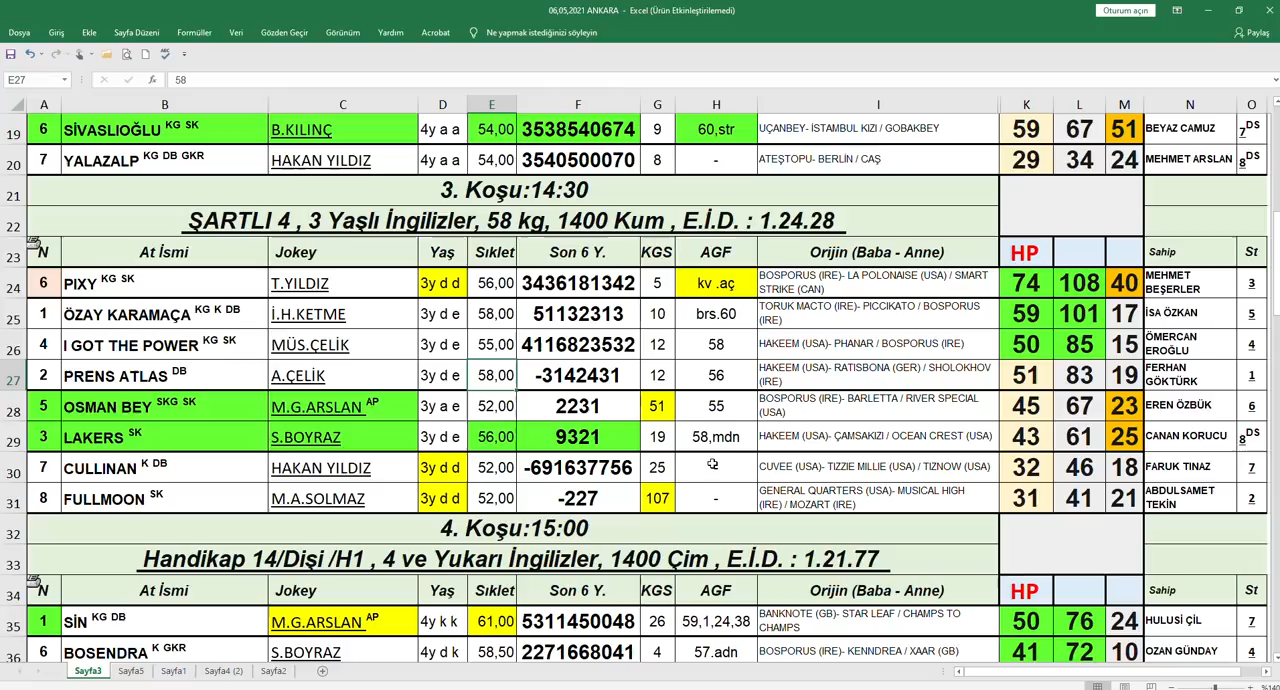 06,05,2021 ANKARA - Excel (Ürün Etkinleştirilemedi)
Oturum açın
Dosya Giriş Ekle Sayfa Düzeni Formüller Veri Gözden Geçir Görünüm Yardım Acrobat Ne yapmak istediğinizi söyleyin
Paylaş
E27 fx 58
A B C D E F G H I K L M N O
19 6 SİVASLIOĞLU KG SK B.KILINÇ 4y a a 54,00 3538540674 9 60,str UÇANBEY- İSTAMBUL KIZI / GOBAKBEY 59 67 51 BEYAZ CAMUZ 7DS
20 7 YALAZALP KG DB GKR HAKAN YILDIZ 4y a a 54,00 3540500070 8 - ATEŞTOPU- BERLİN / CAŞ 29 34 24 MEHMET ARSLAN 8DS
21 3. Koşu:14:30
22 ŞARTLI 4 , 3 Yaşlı İngilizler, 58 kg, 1400 Kum , E.İ.D. : 1.24.28
23 N At İsmi Jokey Yaş Sıklet Son 6 Y. KGS AGF Orijin (Baba - Anne) HP Sahip St
24 6 PIXY KG SK T.YILDIZ 3y d d 56,00 3436181342 5 kv .aç BOSPORUS (IRE)- LA POLONAISE (USA) / SMART STRIKE (CAN) 74 108 40 MEHMET BEŞERLER 3
25 1 ÖZAY KARAMAÇA KG K DB İ.H.KETME 3y d e 58,00 51132313 10 brs.60 TORUK MACTO (IRE)- PICCIKATO / BOSPORUS (IRE) 59 101 17 İSA ÖZKAN 5
26 4 I GOT THE POWER KG SK MÜS.ÇELİK 3y d e 55,00 4116823532 12 58 HAKEEM (USA)- PHANAR / BOSPORUS (IRE) 50 85 15 ÖMERCAN EROĞLU 4
27 2 PRENS ATLAS DB A.ÇELİK 3y d e 58,00 -3142431 12 56 HAKEEM (USA)- RATISBONA (GER) / SHOLOKHOV (IRE) 51 83 19 FERHAN GÖKTÜRK 1
28 5 OSMAN BEY SKG SK M.G.ARSLAN AP 3y a e 52,00 2231 51 55 BOSPORUS (IRE)- BARLETTA / RIVER SPECIAL (USA) 45 67 23 EREN ÖZBÜK 6
29 3 LAKERS SK S.BOYRAZ 3y d e 56,00 9321 19 58,mdn HAKEEM (USA)- ÇAMSAKIZI / OCEAN CREST (USA) 43 61 25 CANAN KORUCU 8DS
30 7 CULLINAN K DB HAKAN YILDIZ 3y d d 52,00 -691637756 25 CUVEE (USA)- TIZZIE MILLIE (USA) / TIZNOW (USA) 32 46 18 FARUK TINAZ 7
31 8 FULLMOON SK M.A.SOLMAZ 3y d d 52,00 -227 107 - GENERAL QUARTERS (USA)- MUSICAL HIGH (IRE) / MOZART (IRE) 31 41 21 ABDULSAMET TEKİN 2
32 4. Koşu:15:00
33 Handikap 14/Dişi /H1 , 4 ve Yukarı İngilizler, 1400 Çim , E.İ.D. : 1.21.77
34 N At İsmi Jokey Yaş Sıklet Son 6 Y. KGS AGF Orijin (Baba - Anne) HP Sahip St
35 1 SİN KG DB M.G.ARSLAN AP 4y k k 61,00 5311450048 26 59,1,24,38 BANKNOTE (GB)- STAR LEAF / CHAMPS TO CHAMPS 50 76 24 HULUSİ ÇİL 7
36 6 BOSENDRA K GKR S.BOYRAZ 4y d k 58,50 2271668041 4 57.adn BOSPORUS (IRE)- KENNDREA / XAAR (GB) 41 72 10 OZAN GÜNDAY 4
Sayfa3 Sayfa5 Sayfa1 Sayfa4 (2) Sayfa2
%140